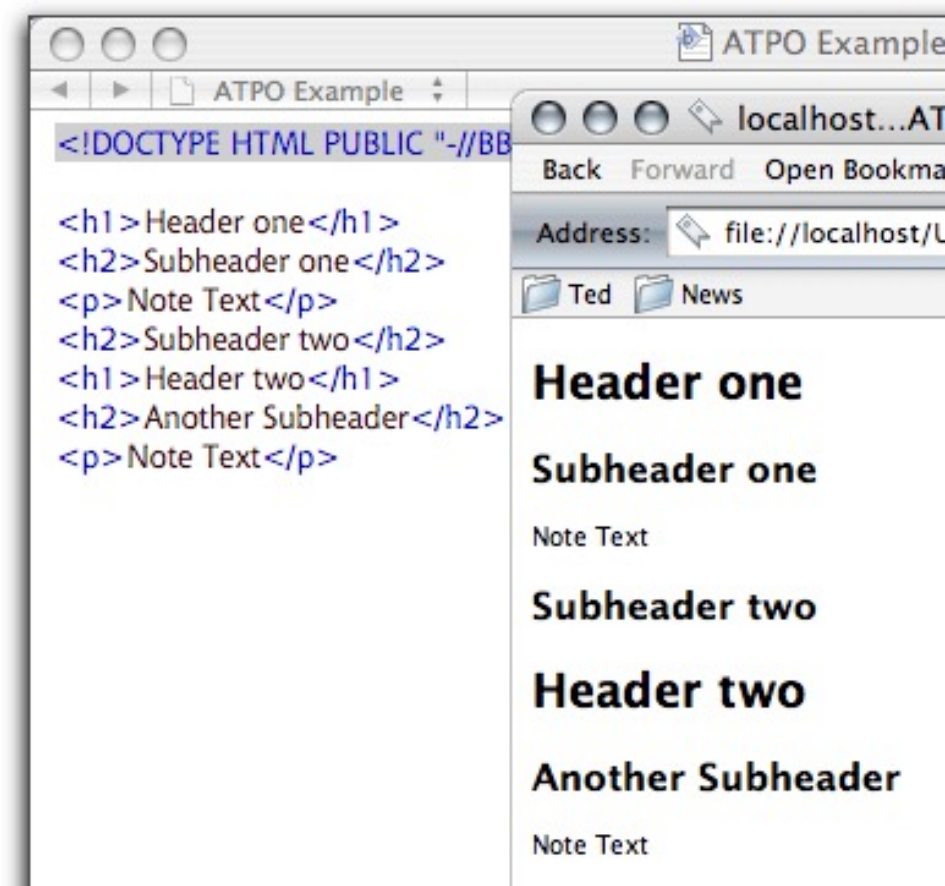 ATPO Example
ATPO Example
<!DOCTYPE HTML PUBLIC "-//BB
<h1>Header one</h1>
<h2>Subheader one</h2>
<p>Note Text</p>
<h2>Subheader two</h2>
<h1>Header two</h1>
<h2>Another Subheader</h2>
<p>Note Text</p>
localhost...AT
Back Forward Open Bookma
Address: file://localhost/U
Ted News
Header one
Subheader one
Note Text
Subheader two
Header two
Another Subheader
Note Text